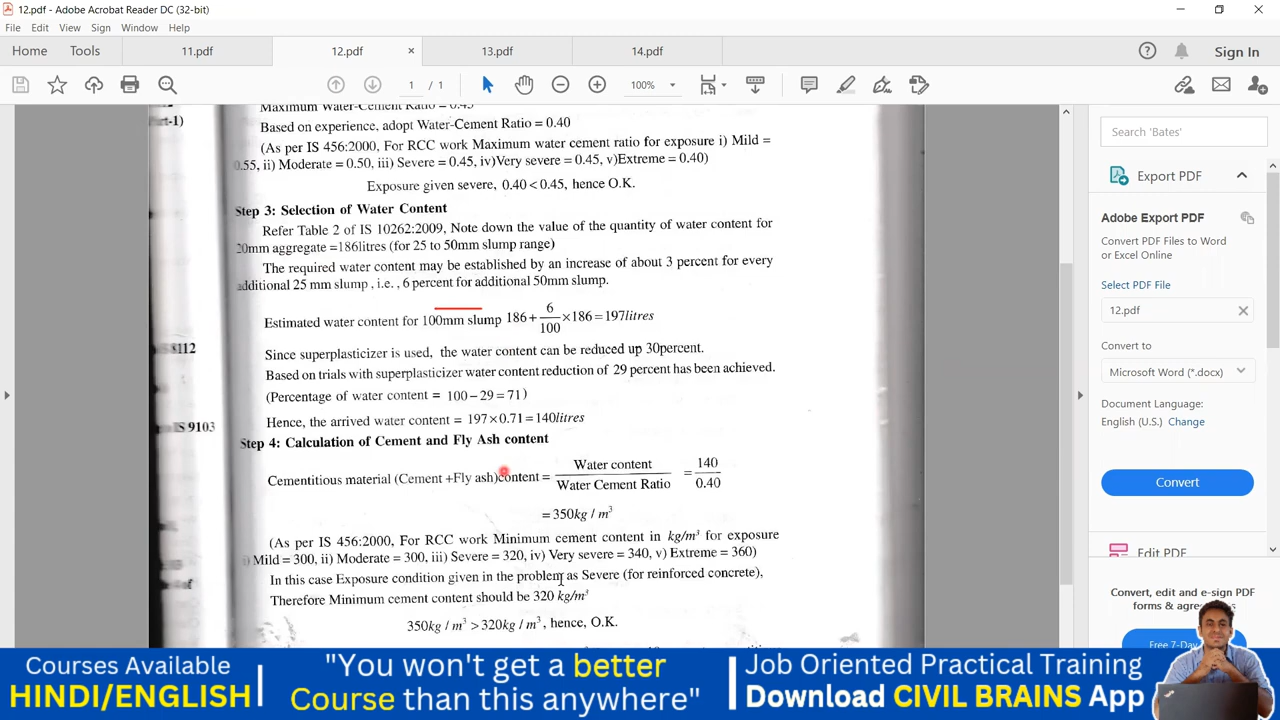 12.pdf - Adobe Acrobat Reader DC (32-bit)
File Edit View Sign Window Help
Home Tools 11.pdf 12.pdf × 13.pdf 14.pdf Sign In
1 / 1 100%
Maximum Water-Cement Ratio = 0.45
Part-1)
Based on experience, adopt Water-Cement Ratio = 0.40
(As per IS 456:2000, For RCC work Maximum water cement ratio for exposure i) Mild =
0.55, ii) Moderate = 0.50, iii) Severe = 0.45, iv)Very severe = 0.45, v)Extreme = 0.40)
Exposure given severe, 0.40 < 0.45, hence O.K.
Step 3: Selection of Water Content
Refer Table 2 of IS 10262:2009, Note down the value of the quantity of water content for
20mm aggregate =186litres (for 25 to 50mm slump range)
The required water content may be established by an increase of about 3 percent for every
additional 25 mm slump , i.e. , 6 percent for additional 50mm slump.
Estimated water content for 100mm slump 186 + 6/100 × 186 = 197litres
8112
Since superplasticizer is used, the water content can be reduced up 30percent.
Based on trials with superplasticizer water content reduction of 29 percent has been achieved.
(Percentage of water content = 100 − 29 = 71)
IS 9103
Hence, the arrived water content = 197 × 0.71 = 140litres
Step 4: Calculation of Cement and Fly Ash content
Cementitious material (Cement +Fly ash)content = Water content / Water Cement Ratio = 140 / 0.40
= 350kg / m³
(As per IS 456:2000, For RCC work Minimum cement content in kg/m³ for exposure
i) Mild = 300, ii) Moderate = 300, iii) Severe = 320, iv) Very severe = 340, v) Extreme = 360)
In this case Exposure condition given in the problem as Severe (for reinforced concrete),
of
Therefore Minimum cement content should be 320 kg/m³
350kg / m³ > 320kg / m³, hence, O.K.
Search 'Bates'
Export PDF
Adobe Export PDF
Convert PDF Files to Word
or Excel Online
Select PDF File
12.pdf
Convert to
Microsoft Word (*.docx)
Document Language:
English (U.S.) Change
Convert
Edit PDF
Convert, edit and e-sign PDF
forms & agreements
Free 7-Day
Courses Available
HINDI/ENGLISH
"You won't get a better
Course than this anywhere"
Job Oriented Practical Training
Download CIVIL BRAINS App